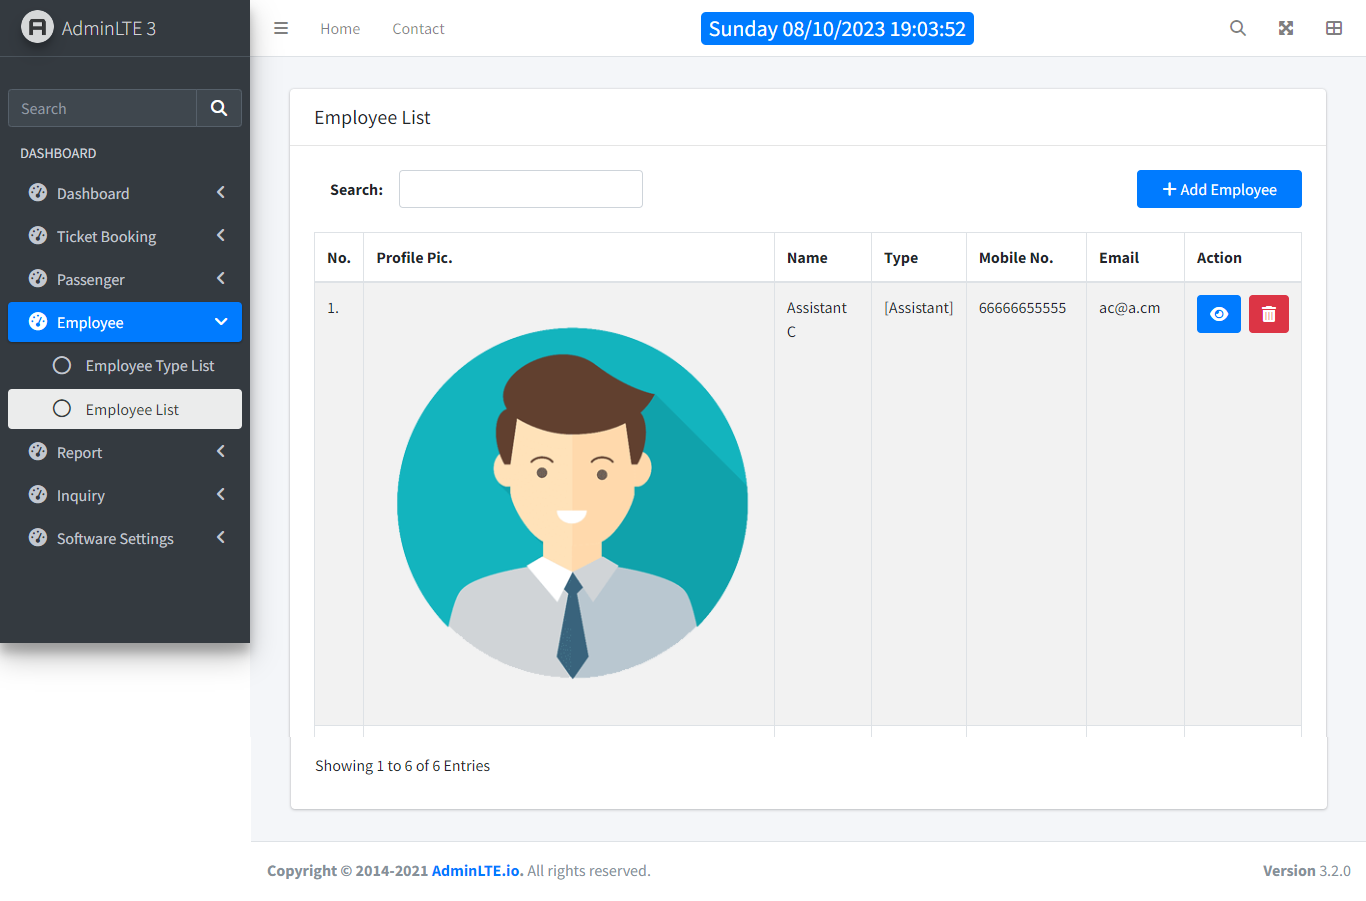 AdminLTE 3
Home
Contact
Sunday 08/10/2023 19:03:52
Search
DASHBOARD
Dashboard
Ticket Booking
Passenger
Employee
Employee Type List
Employee List
Report
Inquiry
Software Settings
Employee List
Search:
Add Employee
No. Profile Pic. Name Type Mobile No. Email Action
1. Assistant [Assistant] 66666655555 ac@a.cm
C
Showing 1 to 6 of 6 Entries
Copyright © 2014-2021 AdminLTE.io. All rights reserved.
Version 3.2.0